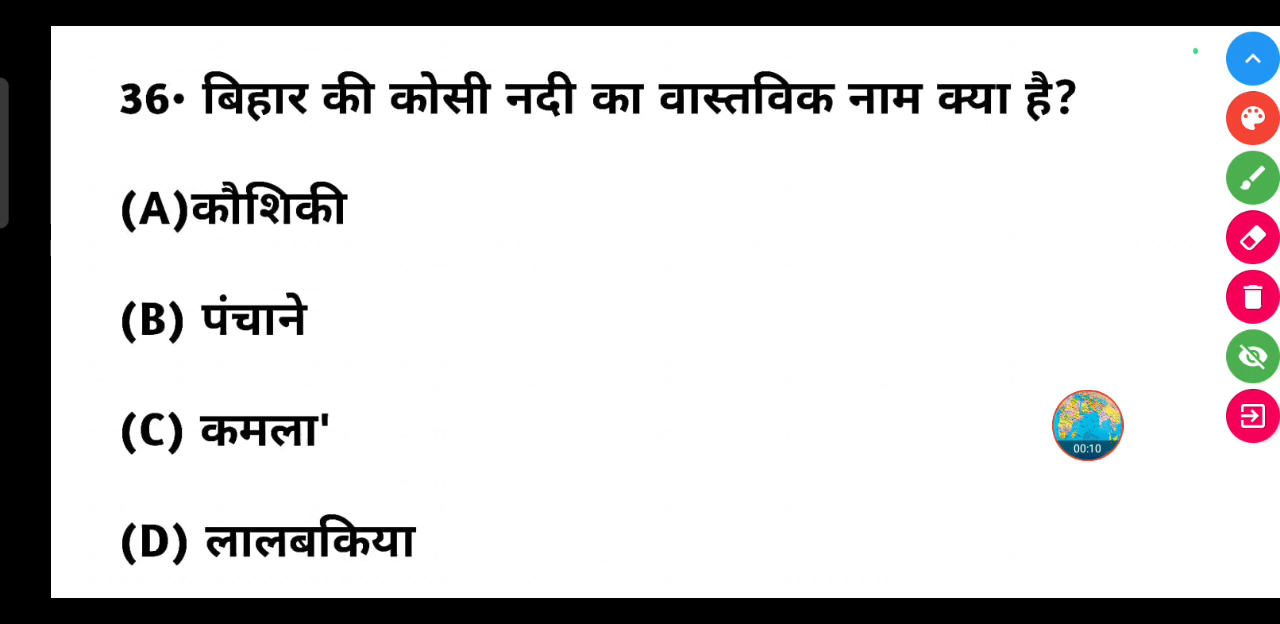 36· बिहार की कोसी नदी का वास्तविक नाम क्या है?
(A)कौशिकी
(B) पंचाने
(C) कमला'
(D) लालबकिया
00:10